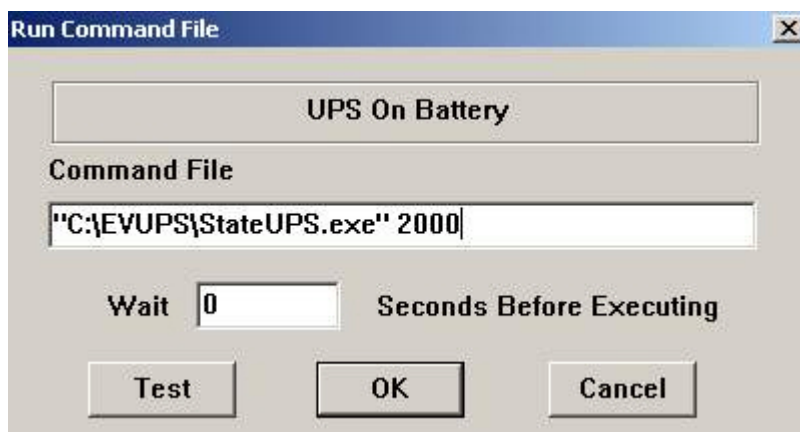 Run Command File
UPS On Battery
Command File
"C:\EVUPS\StateUPS.exe" 2000
Wait 0 Seconds Before Executing
Test OK Cancel